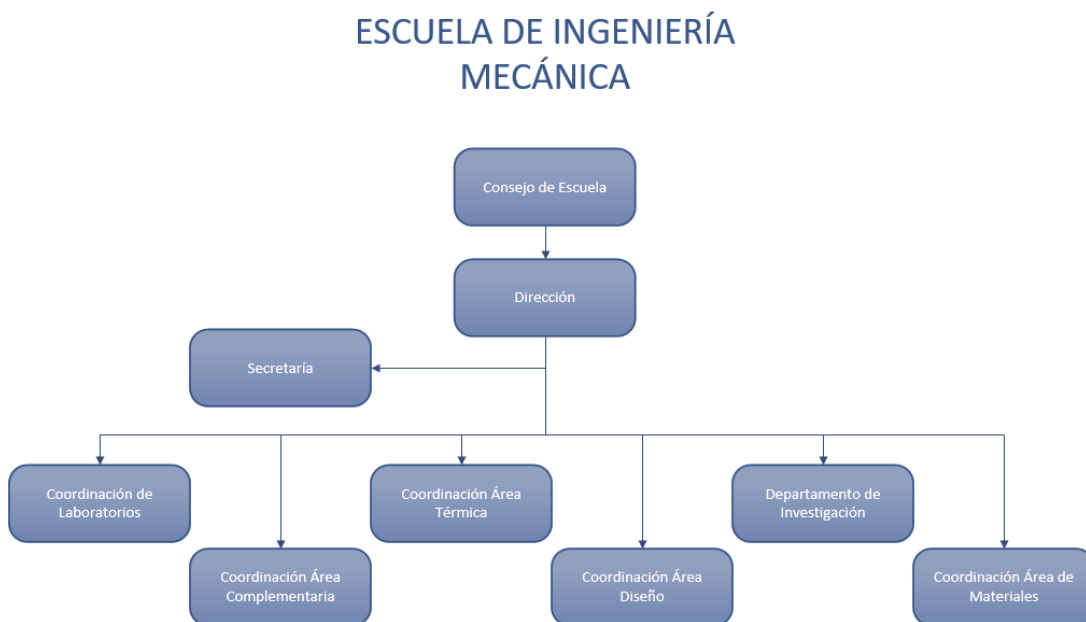 ESCUELA DE INGENIERÍA
MECÁNICA
Consejo de Escuela
Dirección
Secretaría
Coordinación de
Laboratorios
Coordinación Área
Térmica
Departamento de
Investigación
Coordinación Área
Complementaria
Coordinación Área
Diseño
Coordinación Área de
Materiales